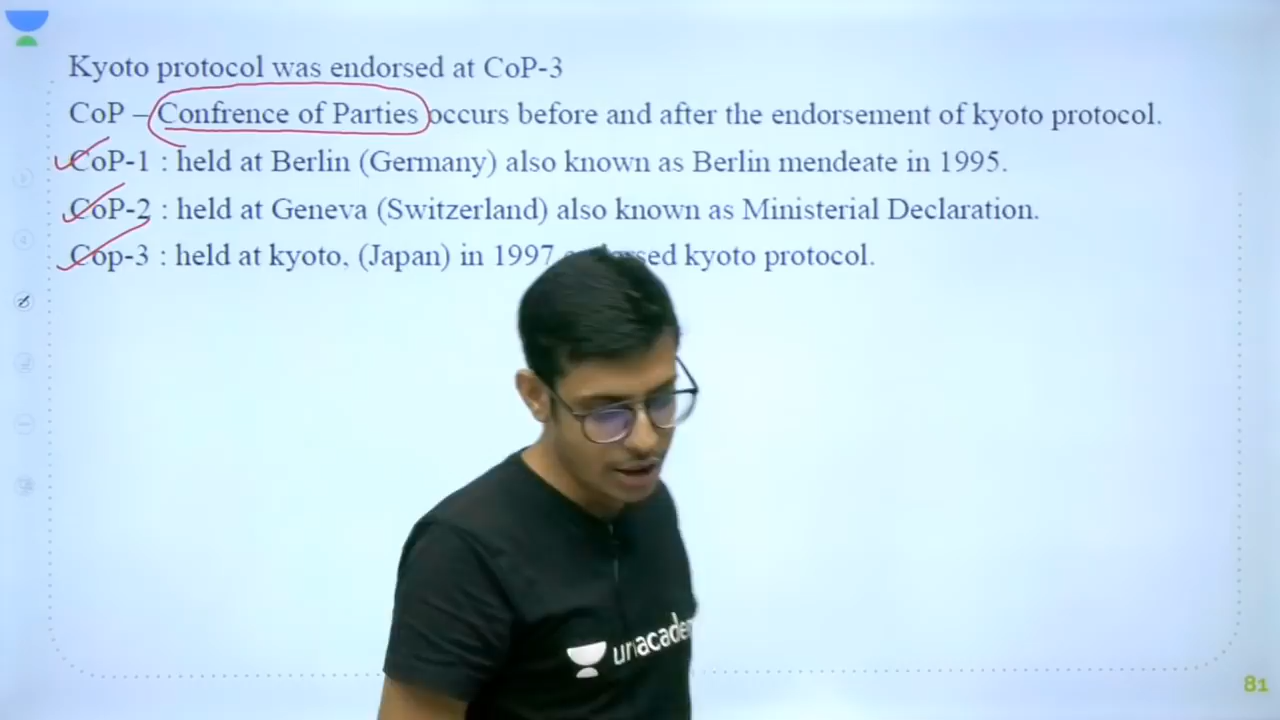 Kyoto protocol was endorsed at CoP-3
CoP – Confrence of Parties occurs before and after the endorsement of kyoto protocol.
CoP-1 : held at Berlin (Germany) also known as Berlin mendeate in 1995.
CoP-2 : held at Geneva (Switzerland) also known as Ministerial Declaration.
Cop-3 : held at kyoto, (Japan) in 1997 kyoto protocol.
unacademy
81